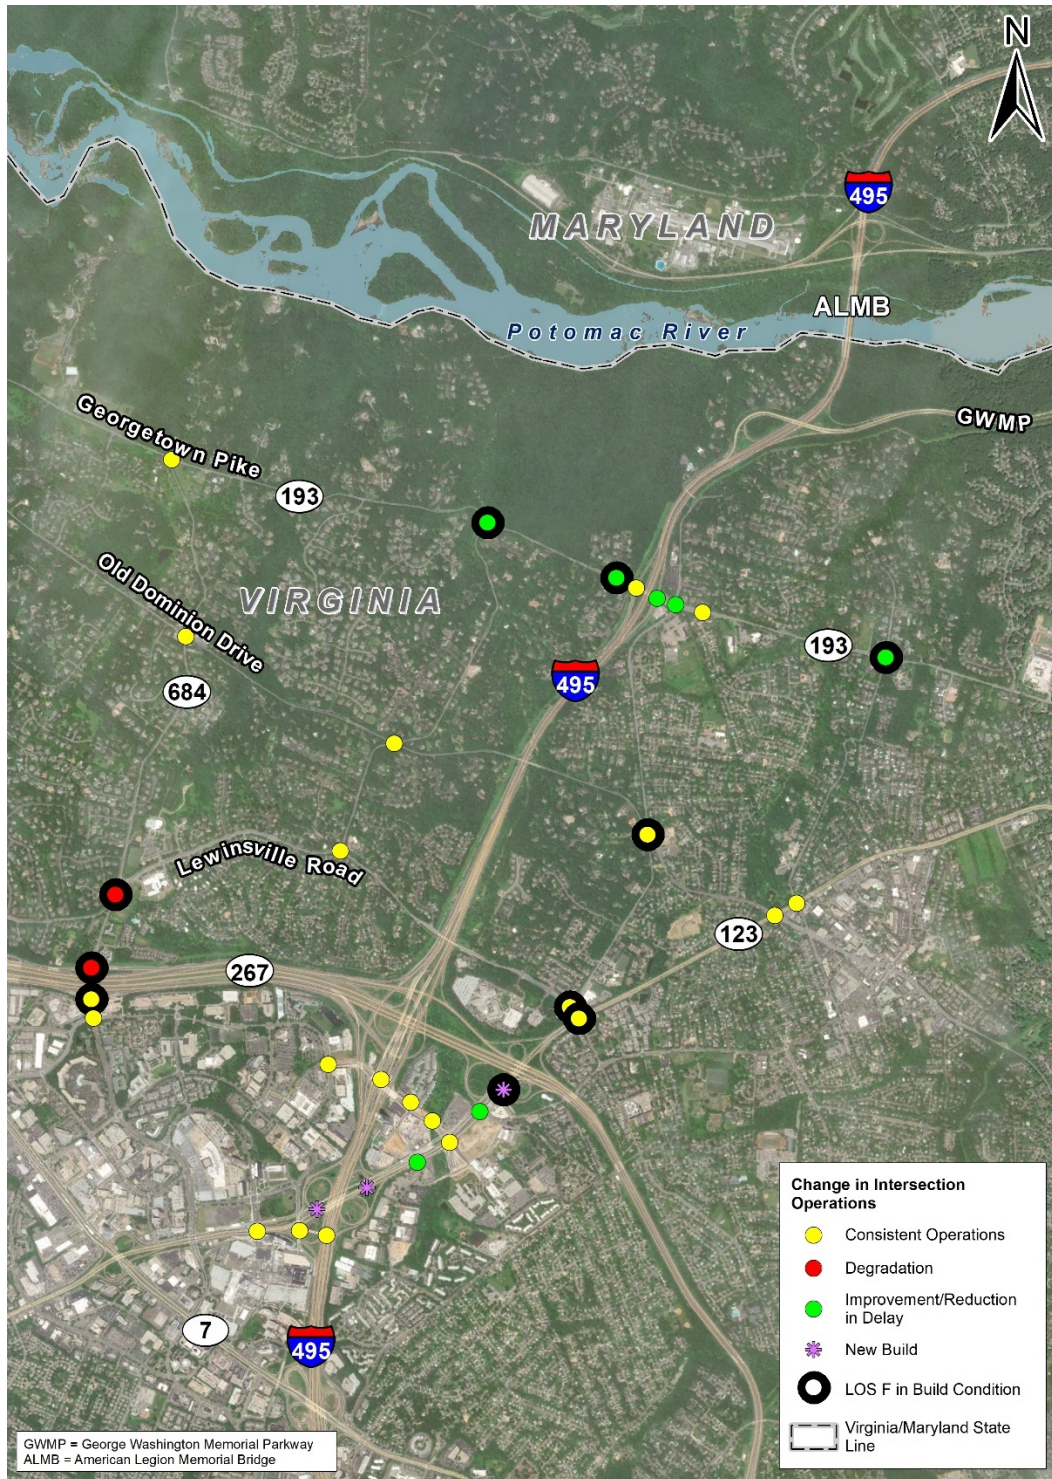 N
495
MARYLAND
ALMB
Potomac River
GWMP
Georgetown Pike
193
Old Dominion Drive
VIRGINIA
193
495
684
Lewinsville Road
123
267
7
495
Change in Intersection
Operations
Consistent Operations
Degradation
Improvement/Reduction
in Delay
New Build
LOS F in Build Condition
Virginia/Maryland State
Line
GWMP = George Washington Memorial Parkway
ALMB = American Legion Memorial Bridge